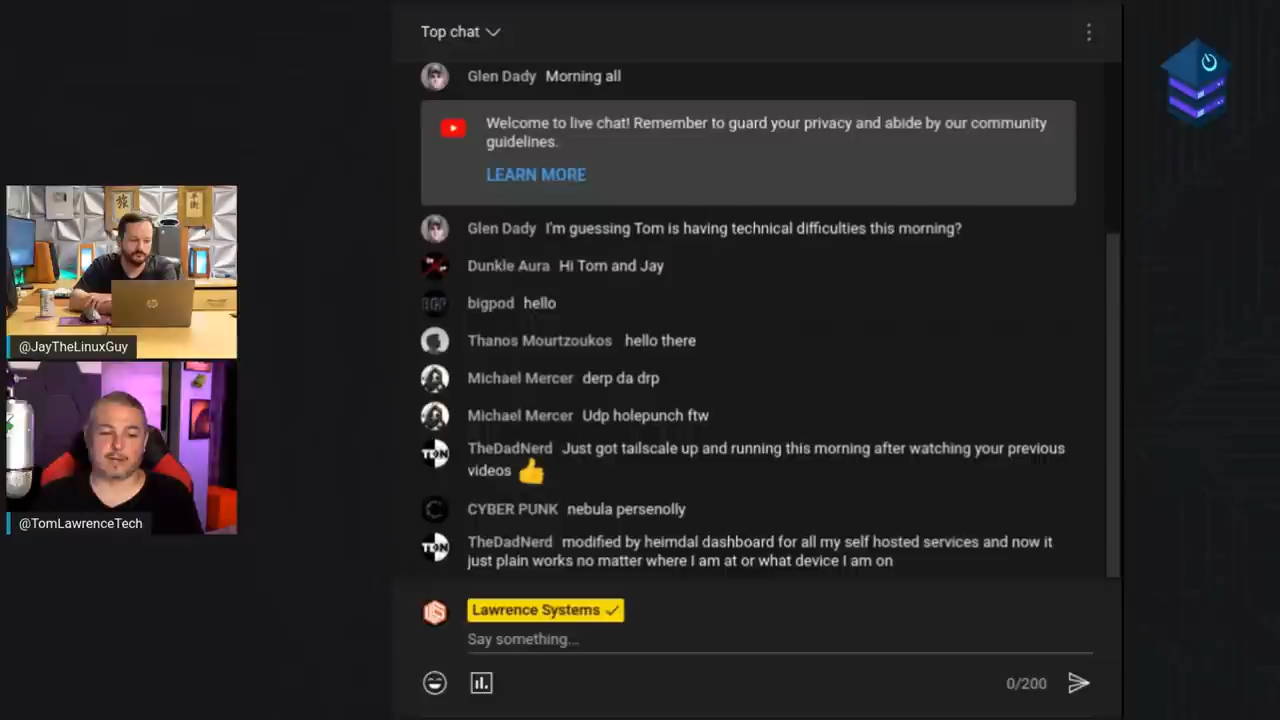 Top chat
Glen Dady Morning all
Welcome to live chat! Remember to guard your privacy and abide by our community
guidelines.
LEARN MORE
Glen Dady I'm guessing Tom is having technical difficulties this morning?
Dunkle Aura Hi Tom and Jay
bigpod hello
Thanos Mourtzoukos hello there
Michael Mercer derp da drp
Michael Mercer Udp holepunch ftw
TheDadNerd Just got tailscale up and running this morning after watching your previous
videos 👍
CYBER PUNK nebula personolly
TheDadNerd modified by heimdal dashboard for all my self hosted services and now it
just plain works no matter where I am at or what device I am on
Lawrence Systems
Say something...
0/200
@JayTheLinuxGuy
@TomLawrenceTech